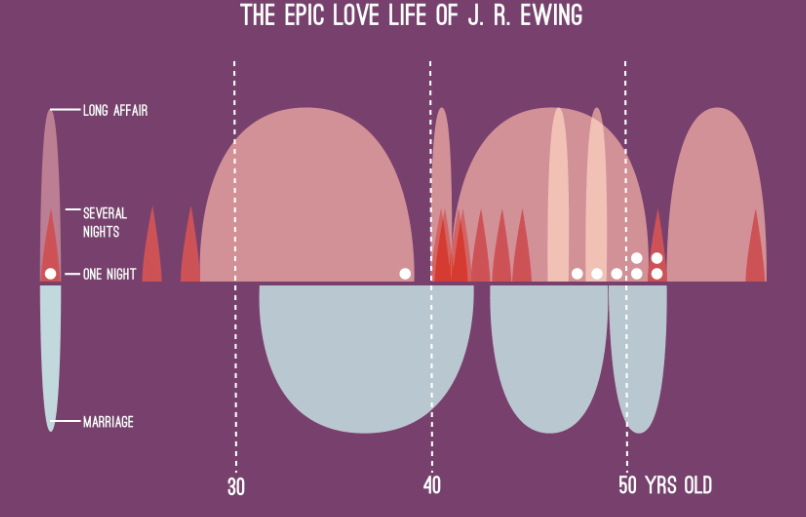 THE EPIC LOVE LIFE OF J. R. EWING
LONG AFFAIR
SEVERAL
NIGHTS
ONE NIGHT
MARRIAGE
30
40
50 YRS OLD